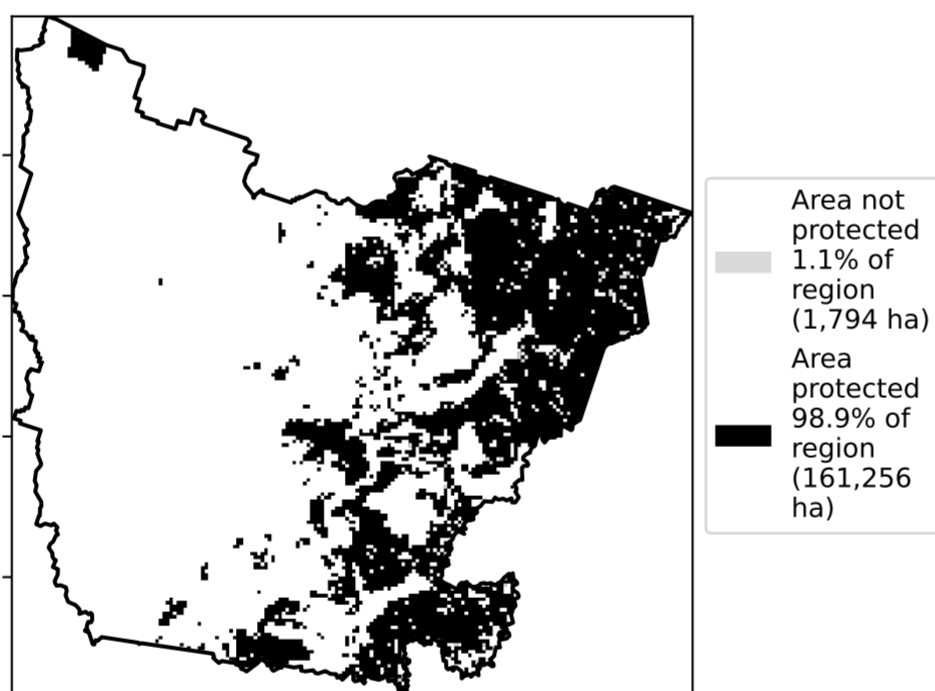 Area not
protected
1.1% of
region
(1,794 ha)
Area
protected
98.9% of
region
(161,256
ha)